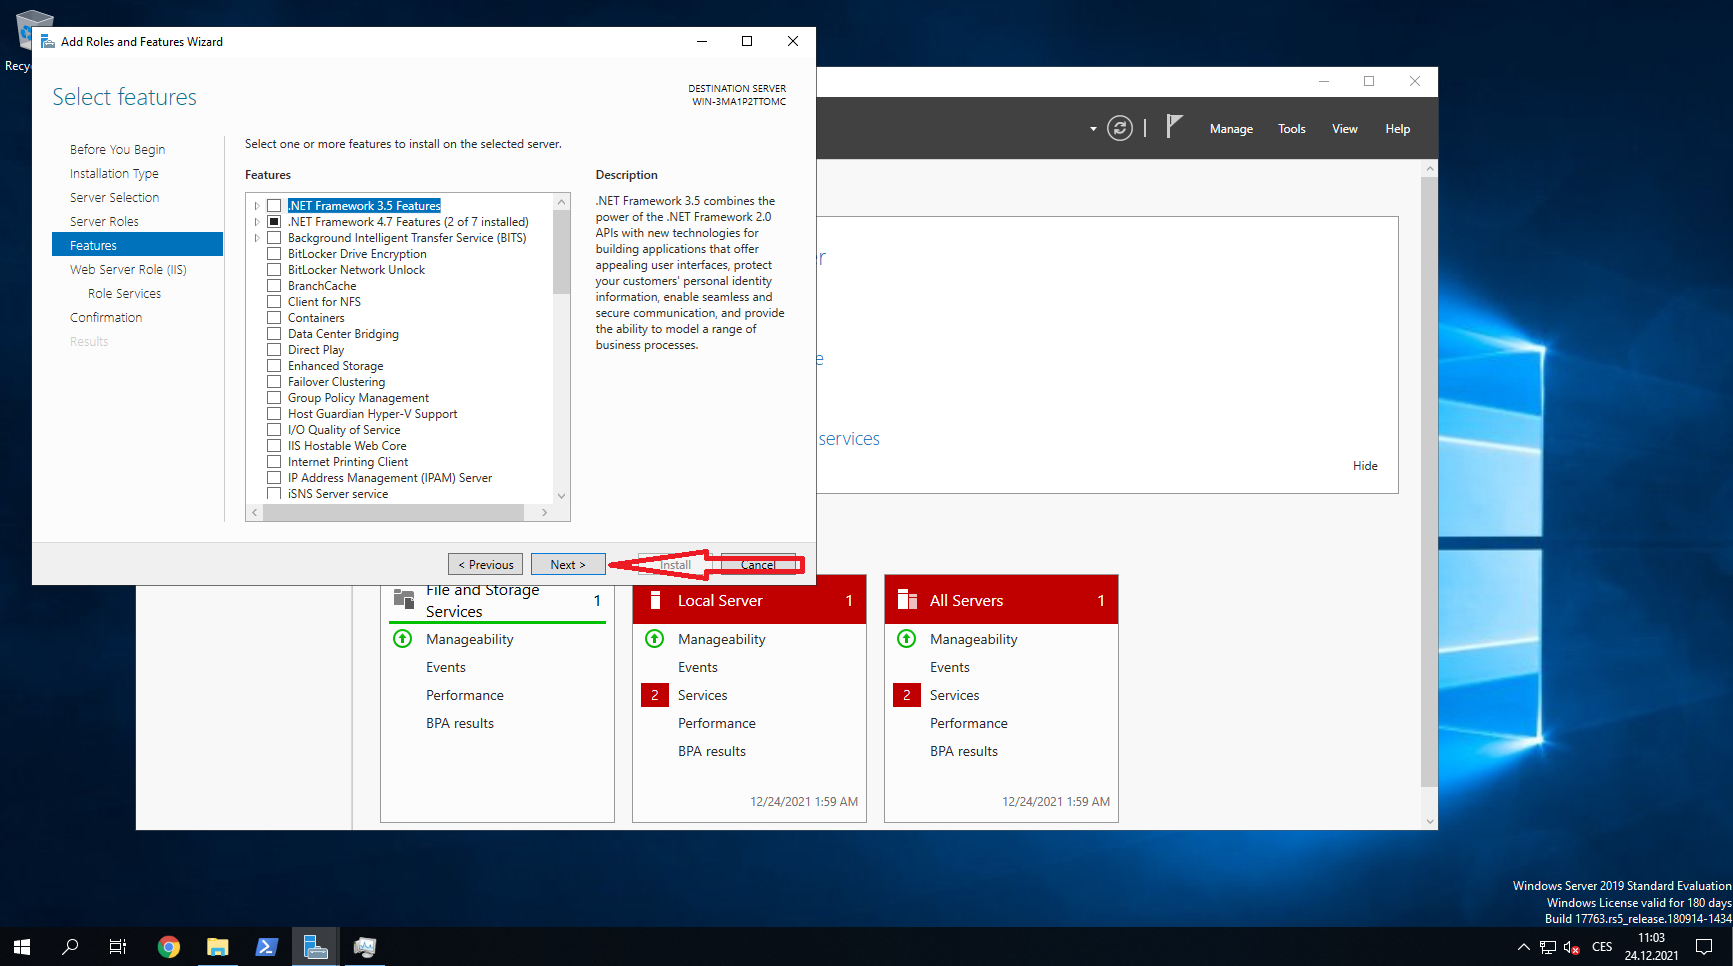 Recy
Add Roles and Features Wizard
Select features
DESTINATION SERVER
WIN-3MA1P2TTOMC
Before You Begin
Installation Type
Server Selection
Server Roles
Features
Web Server Role (IIS)
Role Services
Confirmation
Results
Select one or more features to install on the selected server.
Features
.NET Framework 3.5 Features
.NET Framework 4.7 Features (2 of 7 installed)
Background Intelligent Transfer Service (BITS)
BitLocker Drive Encryption
BitLocker Network Unlock
BranchCache
Client for NFS
Containers
Data Center Bridging
Direct Play
Enhanced Storage
Failover Clustering
Group Policy Management
Host Guardian Hyper-V Support
I/O Quality of Service
IIS Hostable Web Core
Internet Printing Client
IP Address Management (IPAM) Server
iSNS Server service
Description
.NET Framework 3.5 combines the
power of the .NET Framework 2.0
APIs with new technologies for
building applications that offer
appealing user interfaces, protect
your customers' personal identity
information, enable seamless and
secure communication, and provide
the ability to model a range of
business processes.
< Previous
Next >
Install
Cancel
Manage
Tools
View
Help
r
e
services
Hide
File and Storage
Services
1
Manageability
Events
Performance
BPA results
Local Server
1
Manageability
Events
2
Services
Performance
BPA results
12/24/2021 1:59 AM
All Servers
1
Manageability
Events
2
Services
Performance
BPA results
12/24/2021 1:59 AM
Windows Server 2019 Standard Evaluation
Windows License valid for 180 days
Build 17763.rs5_release.180914-1434
CES
11:03
24.12.2021